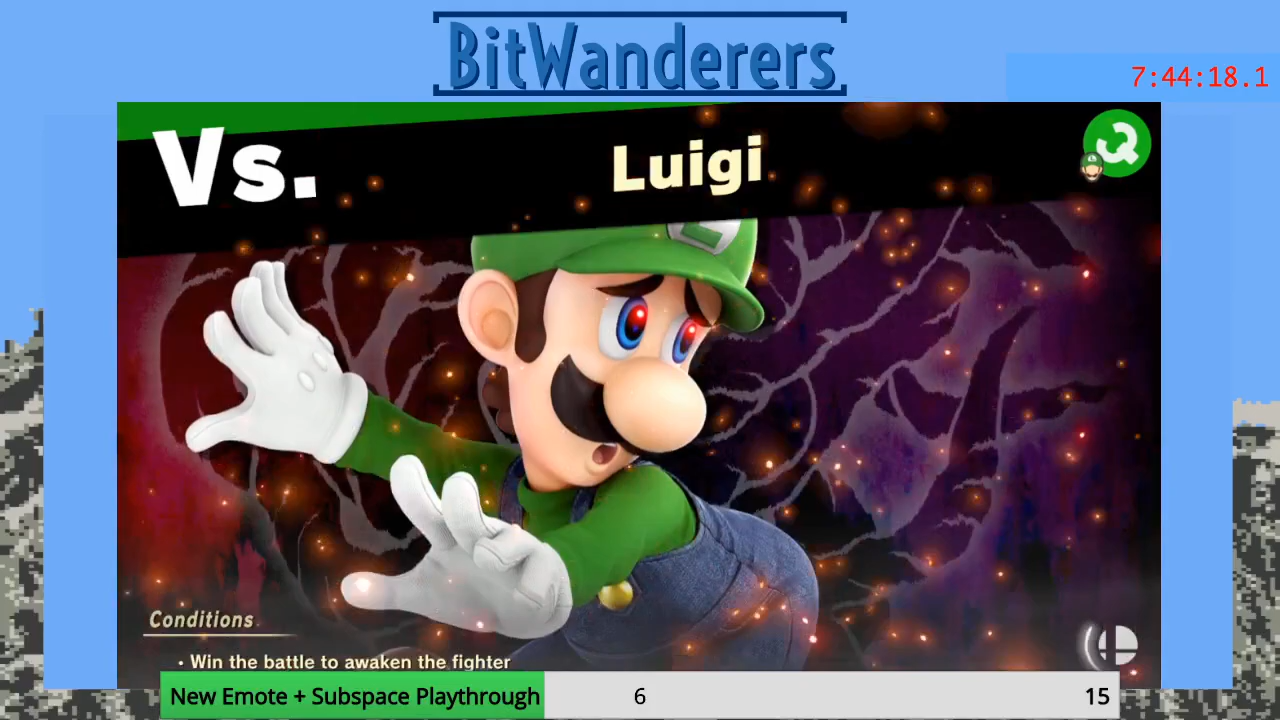 BitWanderers
7:44:18.1
Vs.
Luigi
L
Conditions
• Win the battle to awaken the fighter
New Emote + Subspace Playthrough
6
15